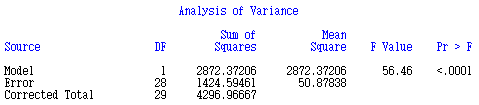 Analysis of Variance
Sum of Mean
Source DF Squares Square F Value Pr > F
Model 1 2872.37206 2872.37206 56.46 <.0001
Error 28 1424.59461 50.87838
Corrected Total 29 4296.96667